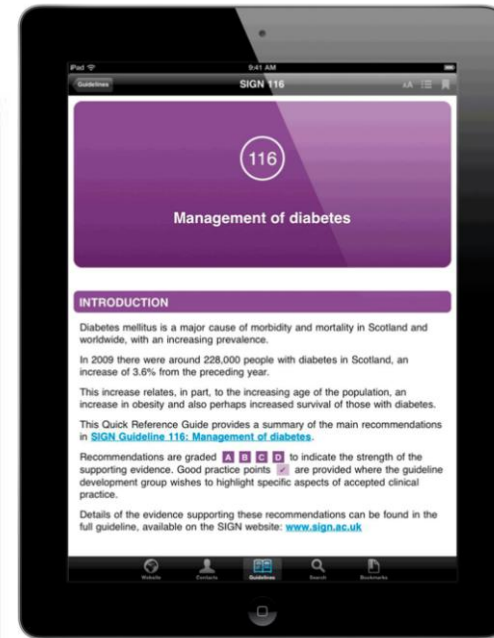 iPad 9:41 AM
Guidelines SIGN 116 AA
116
Management of diabetes
INTRODUCTION
Diabetes mellitus is a major cause of morbidity and mortality in Scotland and
worldwide, with an increasing prevalence.
In 2009 there were around 228,000 people with diabetes in Scotland, an
increase of 3.6% from the preceding year.
This increase relates, in part, to the increasing age of the population, an
increase in obesity and also perhaps increased survival of those with diabetes.
This Quick Reference Guide provides a summary of the main recommendations
in SIGN Guideline 116: Management of diabetes.
Recommendations are graded A B C D to indicate the strength of the
supporting evidence. Good practice points ✓ are provided where the guideline
development group wishes to highlight specific aspects of accepted clinical
practice.
Details of the evidence supporting these recommendations can be found in the
full guideline, available on the SIGN website: www.sign.ac.uk
Website Contacts Guidelines Search Bookmarks